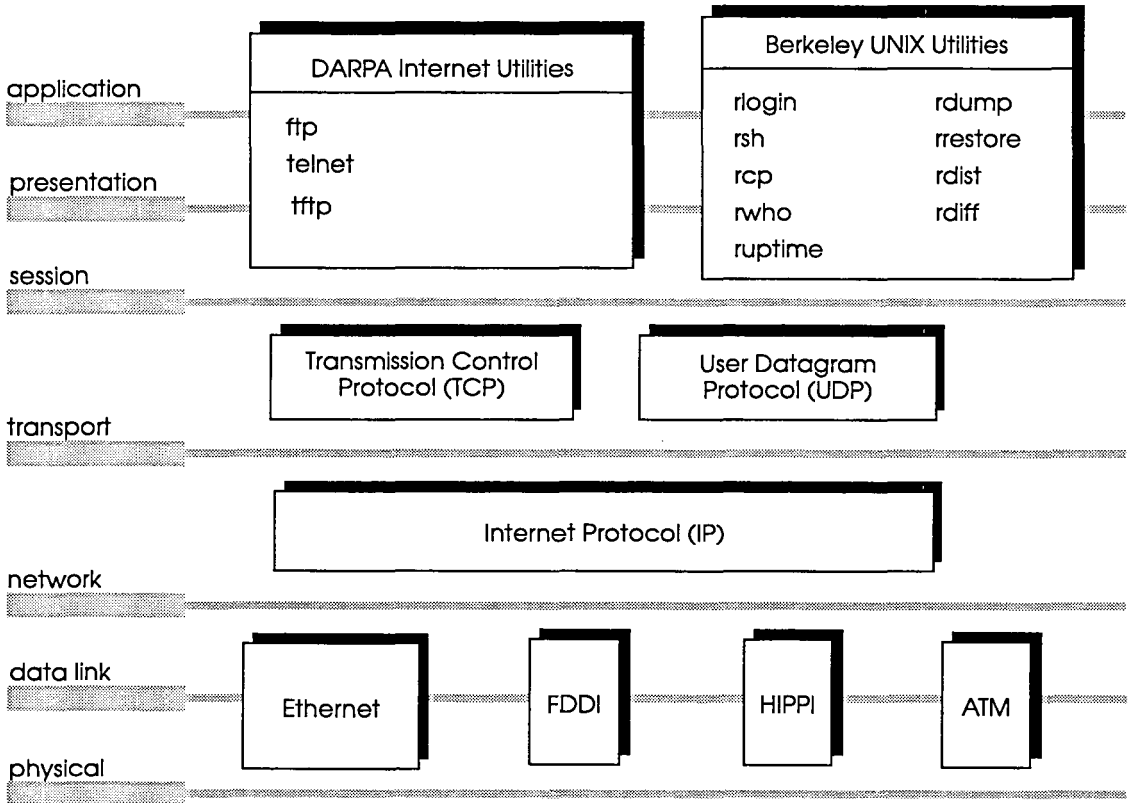 application
presentation
session
transport
network
data link
physical
DARPA Internet Utilities
ftp
telnet
tftp
Berkeley UNIX Utilities
rlogin
rsh
rcp
rwho
ruptime
rdump
rrestore
rdist
rdiff
Transmission Control
Protocol (TCP)
User Datagram
Protocol (UDP)
Internet Protocol (IP)
Ethernet
FDDI
HIPPI
ATM